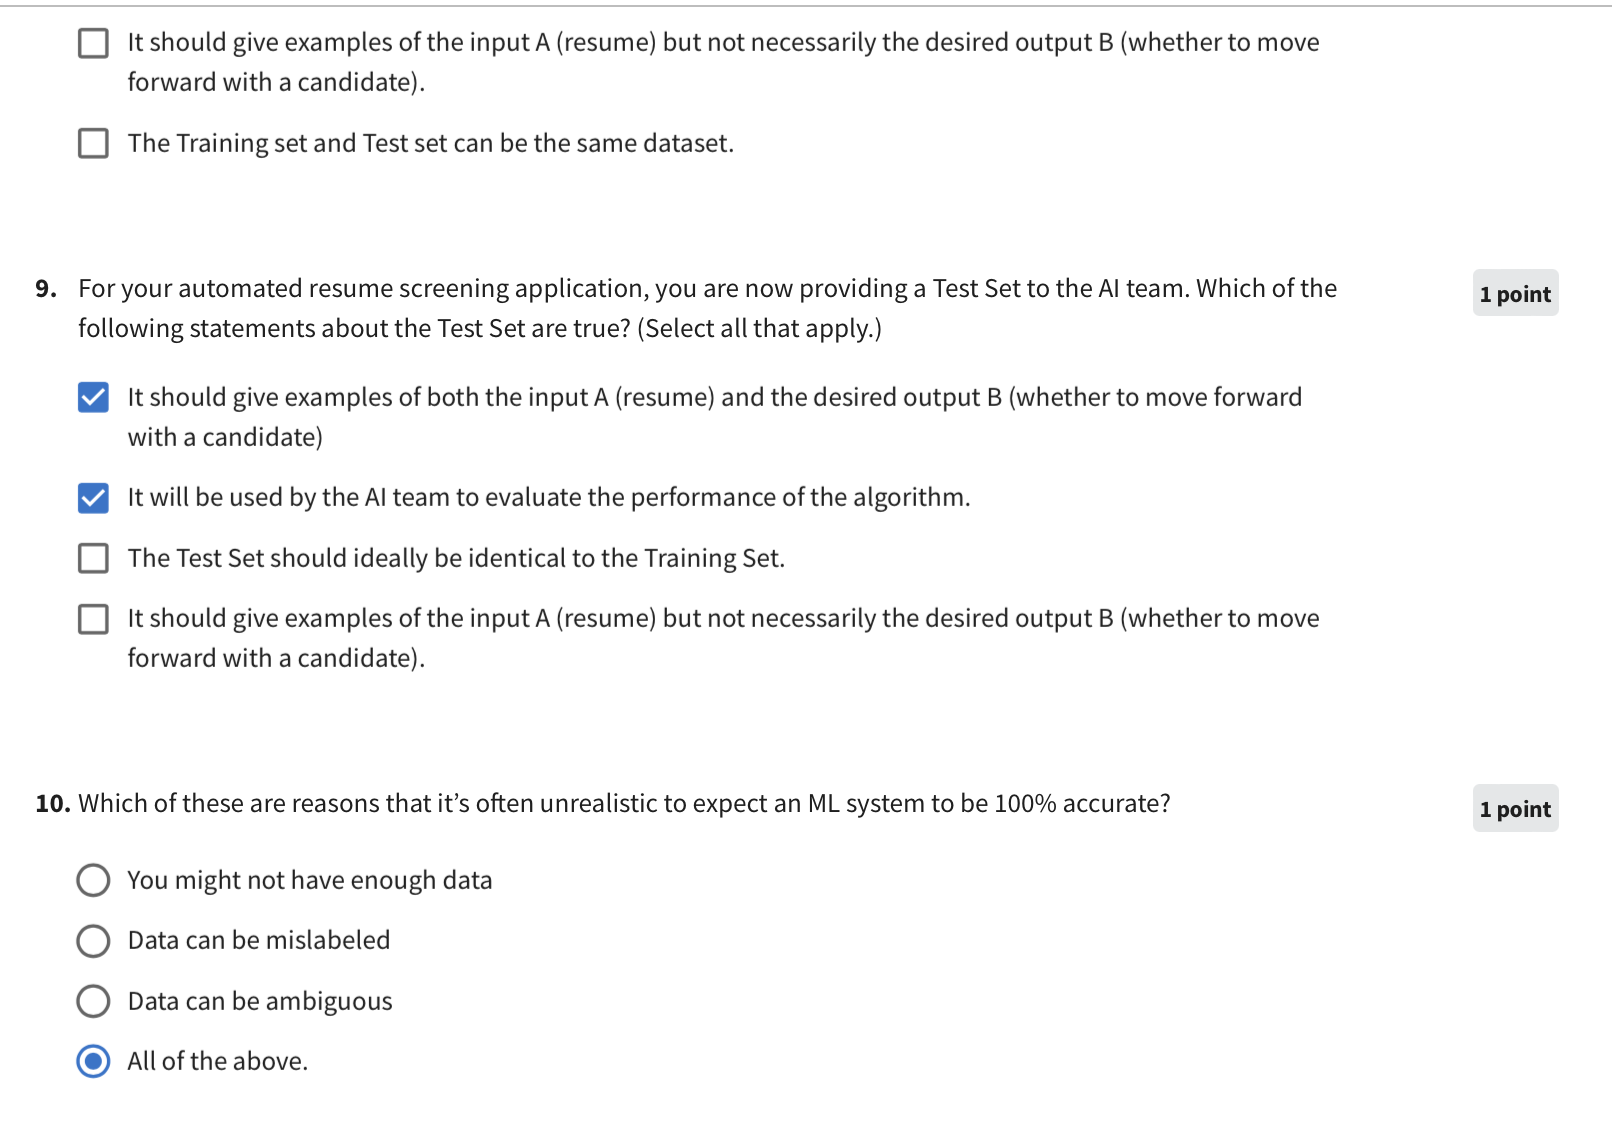 It should give examples of the input A (resume) but not necessarily the desired output B (whether to move
forward with a candidate).
The Training set and Test set can be the same dataset.
9. For your automated resume screening application, you are now providing a Test Set to the AI team. Which of the
1 point
following statements about the Test Set are true? (Select all that apply.)
It should give examples of both the input A (resume) and the desired output B (whether to move forward
with a candidate)
It will be used by the AI team to evaluate the performance of the algorithm.
The Test Set should ideally be identical to the Training Set.
It should give examples of the input A (resume) but not necessarily the desired output B (whether to move
forward with a candidate).
10. Which of these are reasons that it’s often unrealistic to expect an ML system to be 100% accurate?
1 point
You might not have enough data
Data can be mislabeled
Data can be ambiguous
All of the above.